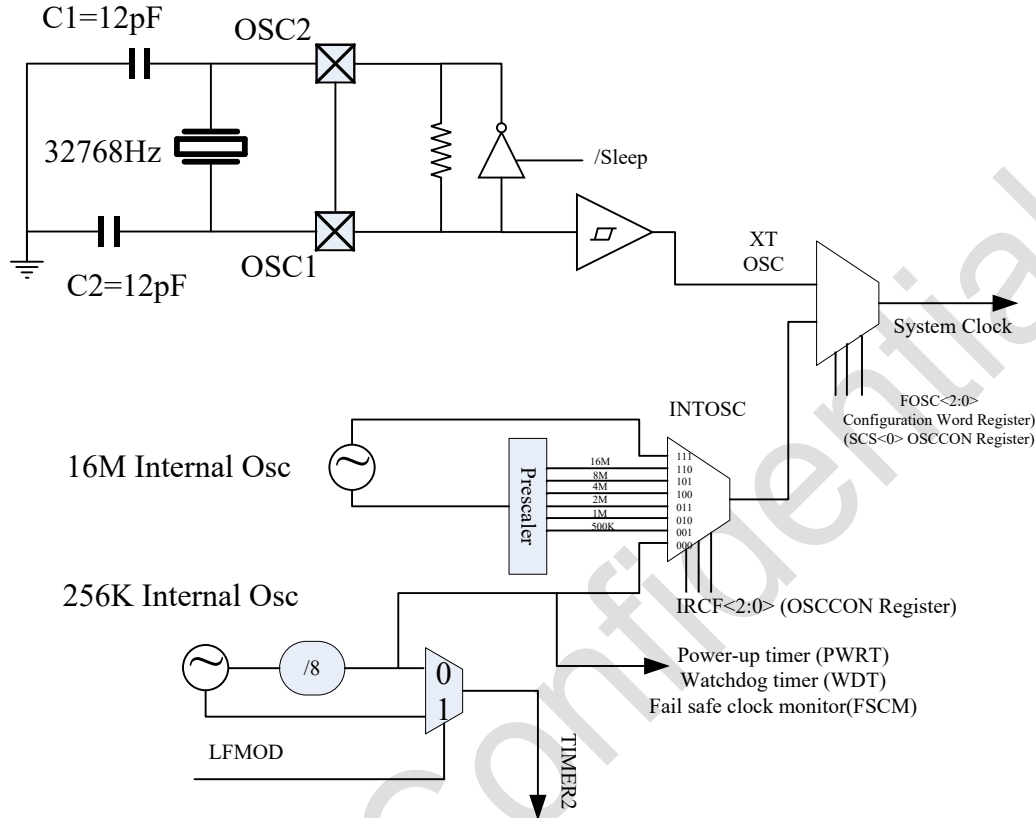 C1=12pF
OSC2
32768Hz
/Sleep
OSC1
C2=12pF
XT
OSC
System Clock
FOSC<2:0>
Configuration Word Register)
(SCS<0> OSCCON Register)
INTOSC
16M Internal Osc
Prescaler
16M
8M
4M
2M
1M
500K
111
110
101
100
011
010
001
000
IRCF<2:0> (OSCCON Register)
256K Internal Osc
/8
0
1
LFMOD
TIMER2
Power-up timer (PWRT)
Watchdog timer (WDT)
Fail safe clock monitor(FSCM)
Confidential